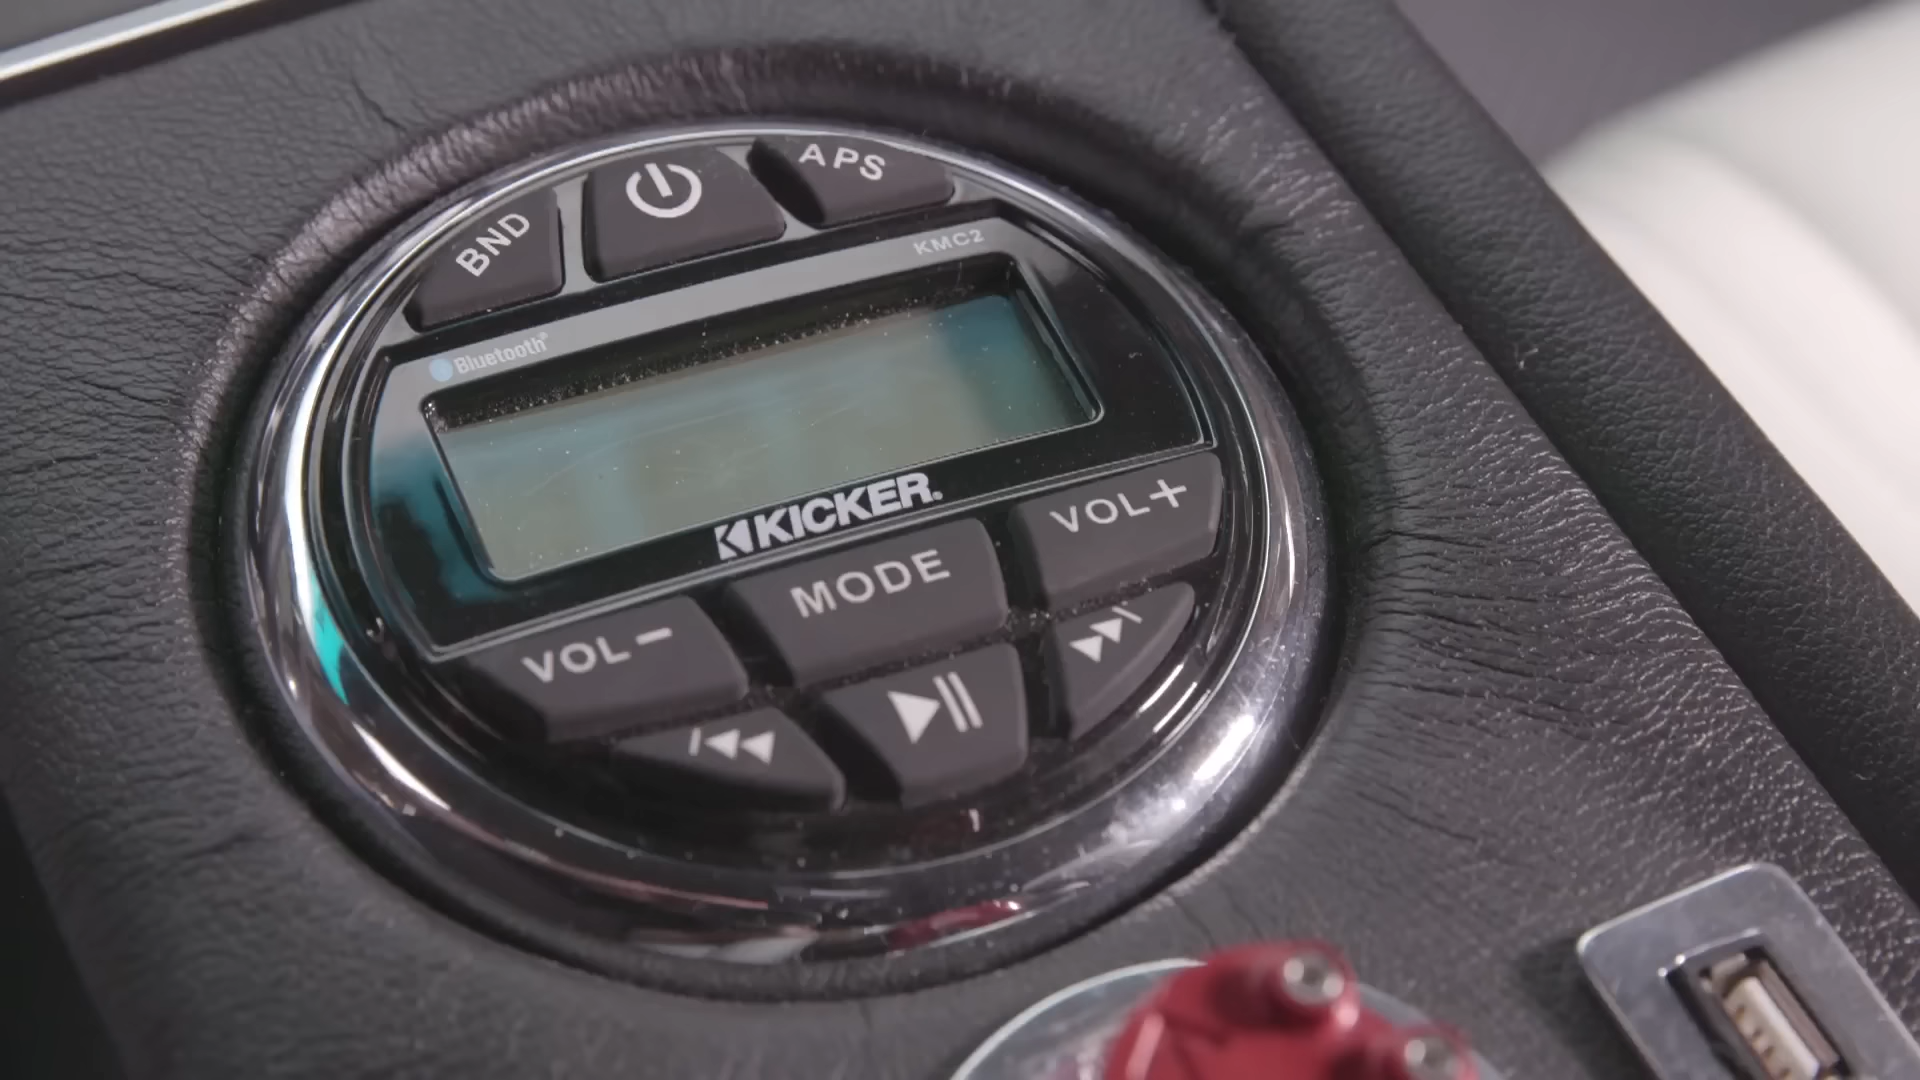 BND
APS
KMC2
Bluetooth®
KICKER.
VOL+
MODE
VOL-